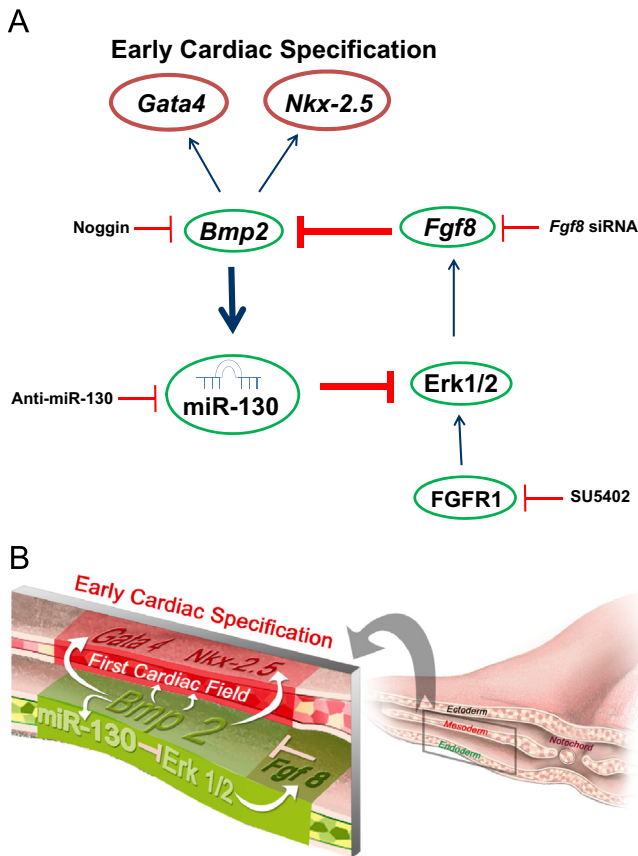 A
Early Cardiac Specification
Gata4
Nkx-2.5
Noggin
Bmp2
Fgf8
Fgf8 siRNA
Anti-miR-130
miR-130
Erk1/2
FGFR1
SU5402
B
Early Cardiac Specification
Gata 4 Nkx-2.5
First Cardiac Field
Bmp 2
miR-130
Erk 1/2
Fgf 8
Ectoderm
Mesoderm
Endoderm
Notochord